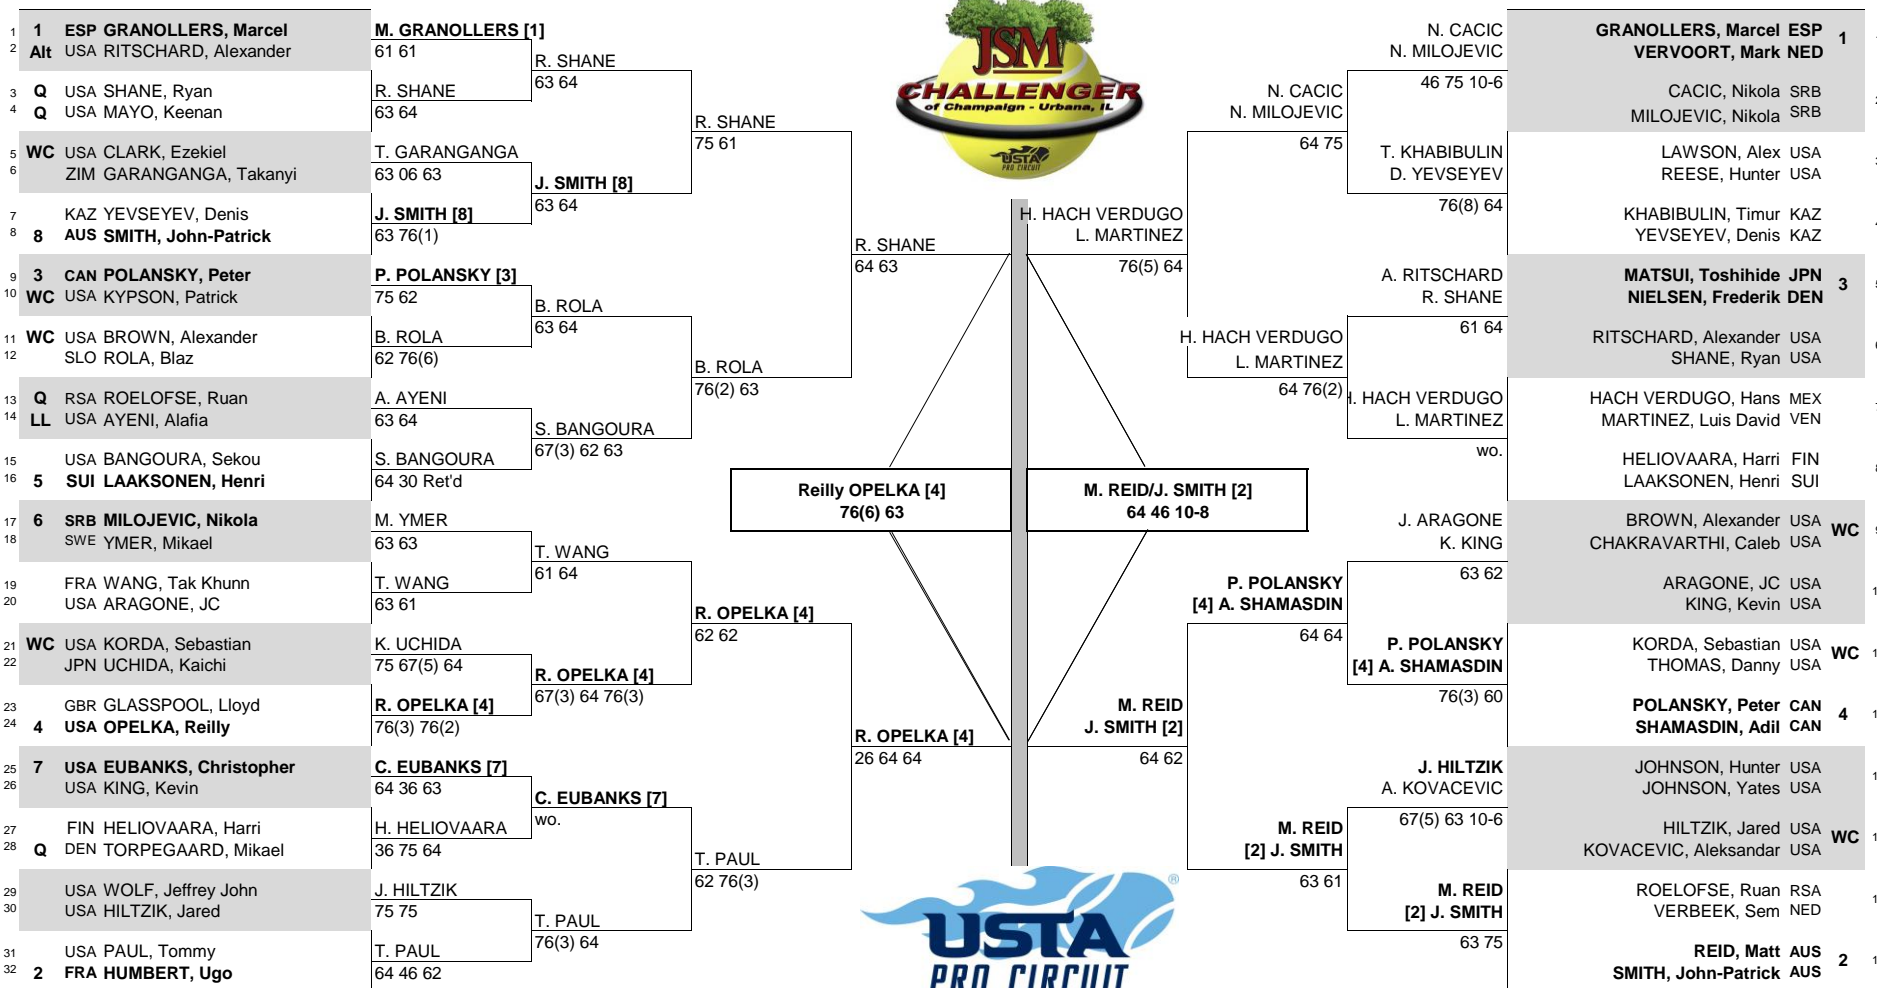 1 1 ESP GRANOLLERS, Marcel
2 Alt USA RITSCHARD, Alexander
3 Q USA SHANE, Ryan
4 Q USA MAYO, Keenan
5 WC USA CLARK, Ezekiel
6 ZIM GARANGANGA, Takanyi
7 KAZ YEVSEYEV, Denis
8 8 AUS SMITH, John-Patrick
9 3 CAN POLANSKY, Peter
10 WC USA KYPSON, Patrick
11 WC USA BROWN, Alexander
12 SLO ROLA, Blaz
13 Q RSA ROELOFSE, Ruan
14 LL USA AYENI, Alafia
15 USA BANGOURA, Sekou
16 5 SUI LAAKSONEN, Henri
17 6 SRB MILOJEVIC, Nikola
18 SWE YMER, Mikael
19 FRA WANG, Tak Khunn
20 USA ARAGONE, JC
21 WC USA KORDA, Sebastian
22 JPN UCHIDA, Kaichi
23 GBR GLASSPOOL, Lloyd
24 4 USA OPELKA, Reilly
25 7 USA EUBANKS, Christopher
26 USA KING, Kevin
27 FIN HELIOVAARA, Harri
28 Q DEN TORPEGAARD, Mikael
29 USA WOLF, Jeffrey John
30 USA HILTZIK, Jared
31 USA PAUL, Tommy
32 2 FRA HUMBERT, Ugo
M. GRANOLLERS [1]
61 61
R. SHANE
63 64
T. GARANGANGA
63 06 63
J. SMITH [8]
63 76(1)
P. POLANSKY [3]
75 62
B. ROLA
62 76(6)
A. AYENI
63 64
S. BANGOURA
64 30 Ret'd
M. YMER
63 63
T. WANG
63 61
K. UCHIDA
75 67(5) 64
R. OPELKA [4]
76(3) 76(2)
C. EUBANKS [7]
64 36 63
H. HELIOVAARA
36 75 64
J. HILTZIK
75 75
T. PAUL
64 46 62
R. SHANE
63 64
J. SMITH [8]
63 64
B. ROLA
63 64
S. BANGOURA
67(3) 62 63
T. WANG
61 64
R. OPELKA [4]
67(3) 64 76(3)
C. EUBANKS [7]
wo.
T. PAUL
76(3) 64
R. SHANE
75 61
B. ROLA
76(2) 63
R. OPELKA [4]
62 62
T. PAUL
62 76(3)
R. SHANE
64 63
R. OPELKA [4]
26 64 64
Reilly OPELKA [4]
76(6) 63
JSM
CHALLENGER
of Champaign - Urbana, IL
USTA
PRO CIRCUIT
M. REID/J. SMITH [2]
64 46 10-8
USTA ®
PRO CIRCUIT
H. HACH VERDUGO
L. MARTINEZ
76(5) 64
M. REID
J. SMITH [2]
64 62
N. CACIC
N. MILOJEVIC
64 75
H. HACH VERDUGO
L. MARTINEZ
64 76(2)
P. POLANSKY
[4] A. SHAMASDIN
64 64
M. REID
[2] J. SMITH
63 61
N. CACIC
N. MILOJEVIC
46 75 10-6
T. KHABIBULIN
D. YEVSEYEV
76(8) 64
A. RITSCHARD
R. SHANE
61 64
H. HACH VERDUGO
L. MARTINEZ
wo.
J. ARAGONE
K. KING
63 62
P. POLANSKY
[4] A. SHAMASDIN
76(3) 60
J. HILTZIK
A. KOVACEVIC
67(5) 63 10-6
M. REID
[2] J. SMITH
63 75
GRANOLLERS, Marcel ESP 1
VERVOORT, Mark NED
CACIC, Nikola SRB
MILOJEVIC, Nikola SRB
LAWSON, Alex USA
REESE, Hunter USA
KHABIBULIN, Timur KAZ
YEVSEYEV, Denis KAZ
MATSUI, Toshihide JPN 3
NIELSEN, Frederik DEN
RITSCHARD, Alexander USA
SHANE, Ryan USA
HACH VERDUGO, Hans MEX
MARTINEZ, Luis David VEN
HELIOVAARA, Harri FIN
LAAKSONEN, Henri SUI
BROWN, Alexander USA WC
CHAKRAVARTHI, Caleb USA
ARAGONE, JC USA
KING, Kevin USA
KORDA, Sebastian USA WC
THOMAS, Danny USA
POLANSKY, Peter CAN 4
SHAMASDIN, Adil CAN
JOHNSON, Hunter USA
JOHNSON, Yates USA
HILTZIK, Jared USA WC
KOVACEVIC, Aleksandar USA
ROELOFSE, Ruan RSA
VERBEEK, Sem NED
REID, Matt AUS 2
SMITH, John-Patrick AUS